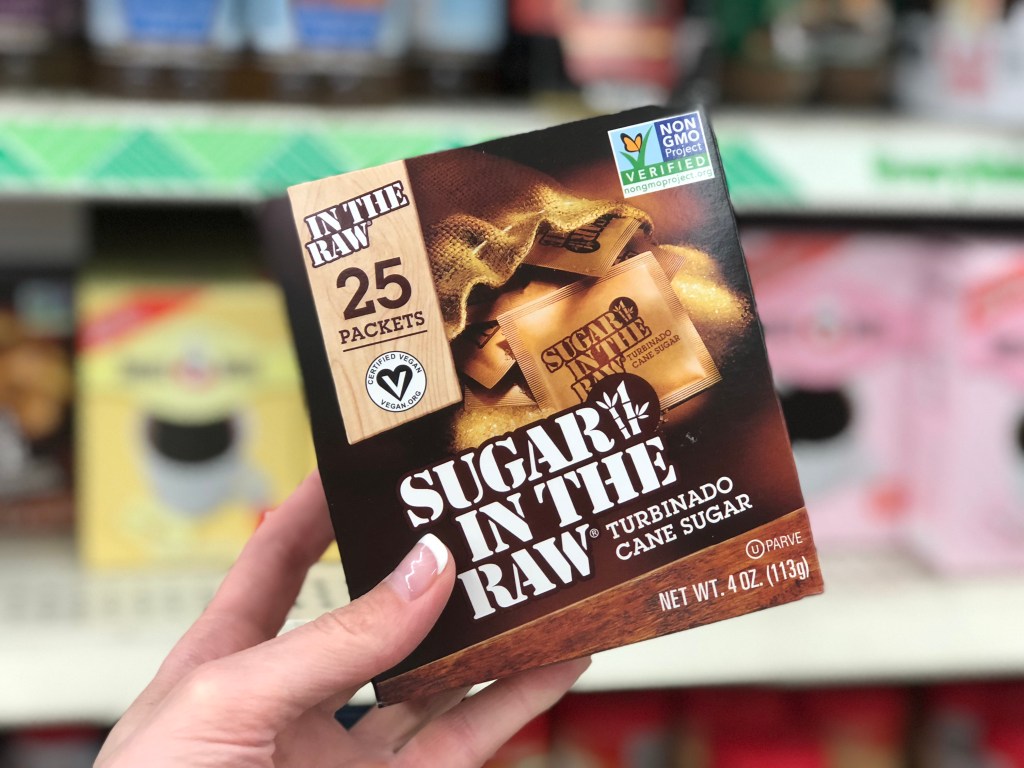 IN THE
RAW
25
PACKETS
CERTIFIED VEGAN
VEGAN.ORG
NON
GMO
Project
VERIFIED
nongmoproject.org
SUGAR
IN THE
RAW
TURBINADO
CANE SUGAR
SUGAR
IN THE
RAW®
TURBINADO
CANE SUGAR
U PARVE
NET WT. 4 OZ. (113g)